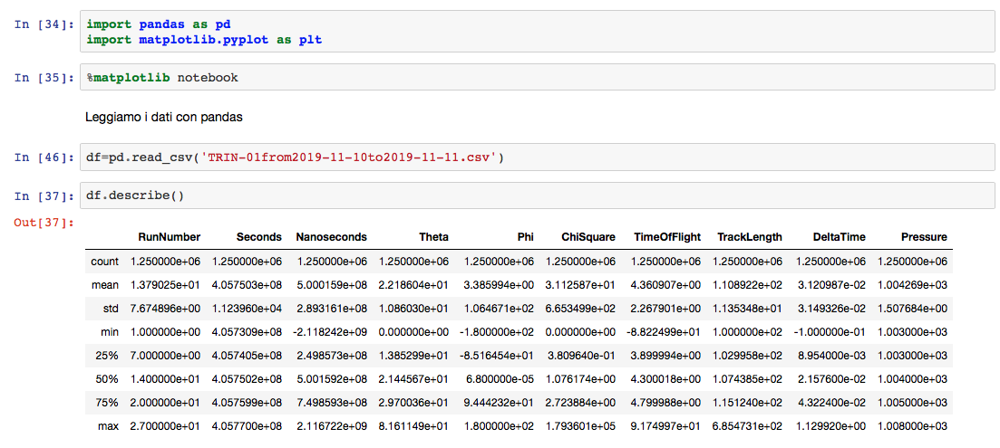 In [34]: import pandas as pd
import matplotlib.pyplot as plt
In [35]: %matplotlib notebook
Leggiamo i dati con pandas
In [46]: df=pd.read_csv('TRIN-01from2019-11-10to2019-11-11.csv')
In [37]: df.describe()
Out[37]:
RunNumber Seconds Nanoseconds Theta Phi ChiSquare TimeOfFlight TrackLength DeltaTime Pressure
count 1.250000e+06 1.250000e+06 1.250000e+06 1.250000e+06 1.250000e+06 1.250000e+06 1.250000e+06 1.250000e+06 1.250000e+06 1.250000e+06
mean 1.379025e+01 4.057503e+08 5.000159e+08 2.218604e+01 3.385994e+00 3.112587e+01 4.360907e+00 1.108922e+02 3.120987e-02 1.004269e+03
std 7.674896e+00 1.123960e+04 2.893161e+08 1.086030e+01 1.064671e+02 6.653499e+02 2.267901e+00 1.135348e+01 3.149326e-02 1.507684e+00
min 1.000000e+00 4.057309e+08 -2.118242e+09 0.000000e+00 -1.800000e+02 0.000000e+00 -8.822499e+01 1.000000e+02 -1.000000e-01 1.003000e+03
25% 7.000000e+00 4.057405e+08 2.498573e+08 1.385299e+01 -8.516454e+01 3.809640e-01 3.899994e+00 1.029958e+02 8.954000e-03 1.003000e+03
50% 1.400000e+01 4.057502e+08 5.001592e+08 2.144567e+01 6.800000e-05 1.076174e+00 4.300018e+00 1.074385e+02 2.157600e-02 1.004000e+03
75% 2.000000e+01 4.057599e+08 7.498593e+08 2.970036e+01 9.444232e+01 2.723884e+00 4.799988e+00 1.151240e+02 4.322400e-02 1.005000e+03
max 2.700000e+01 4.057700e+08 2.116722e+09 8.161149e+01 1.800000e+02 1.793601e+05 9.174997e+01 6.854731e+02 1.129920e+00 1.008000e+03